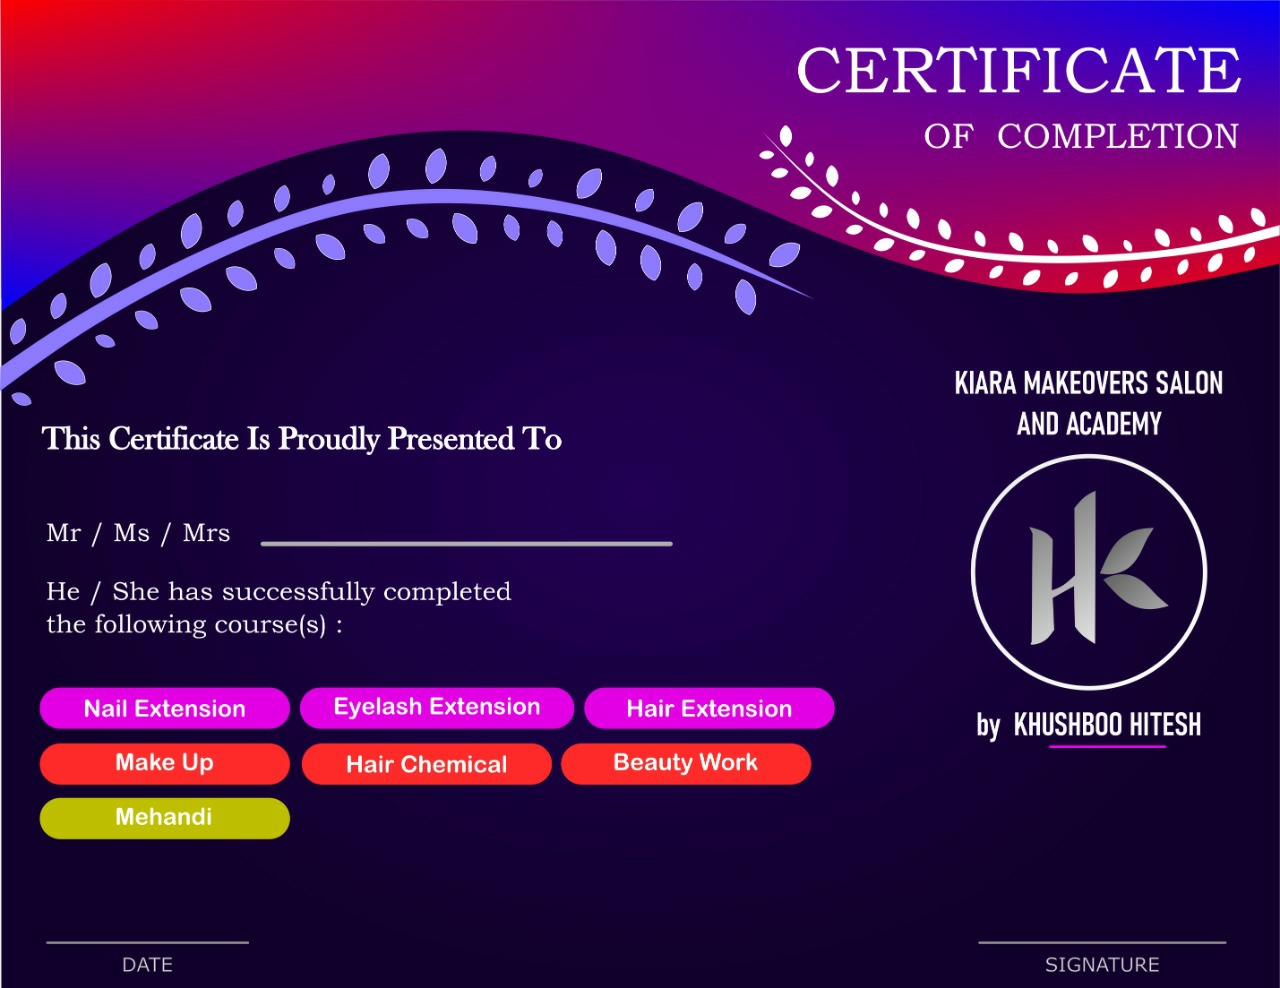 CERTIFICATE
OF COMPLETION
KIARA MAKEOVERS SALON
AND ACADEMY
This Certificate Is Proudly Presented To
Mr / Ms / Mrs
He / She has successfully completed
the following course(s) :
Nail Extension
Eyelash Extension
Hair Extension
Make Up
Hair Chemical
Beauty Work
Mehandi
HK
by KHUSHBOO HITESH
DATE
SIGNATURE